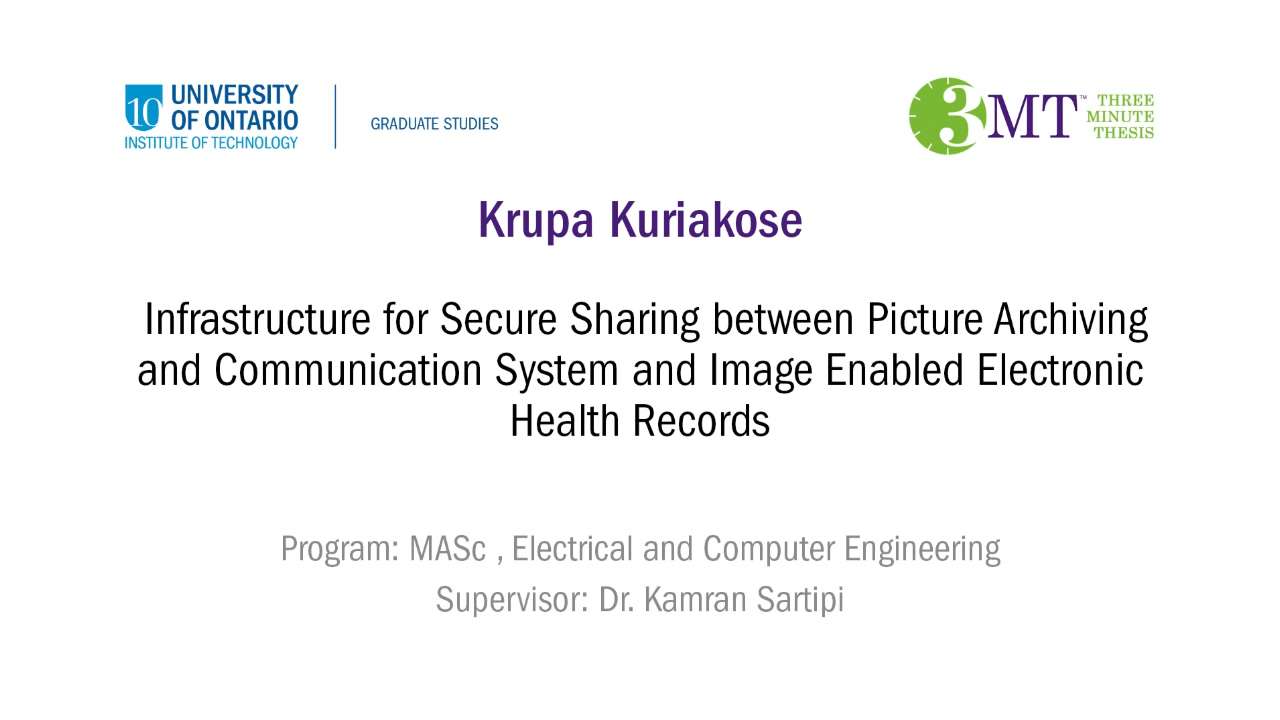 10 UNIVERSITY
OF ONTARIO
INSTITUTE OF TECHNOLOGY
GRADUATE STUDIES
3MT™ THREE
MINUTE
THESIS
Krupa Kuriakose
Infrastructure for Secure Sharing between Picture Archiving
and Communication System and Image Enabled Electronic
Health Records
Program: MASc , Electrical and Computer Engineering
Supervisor: Dr. Kamran Sartipi